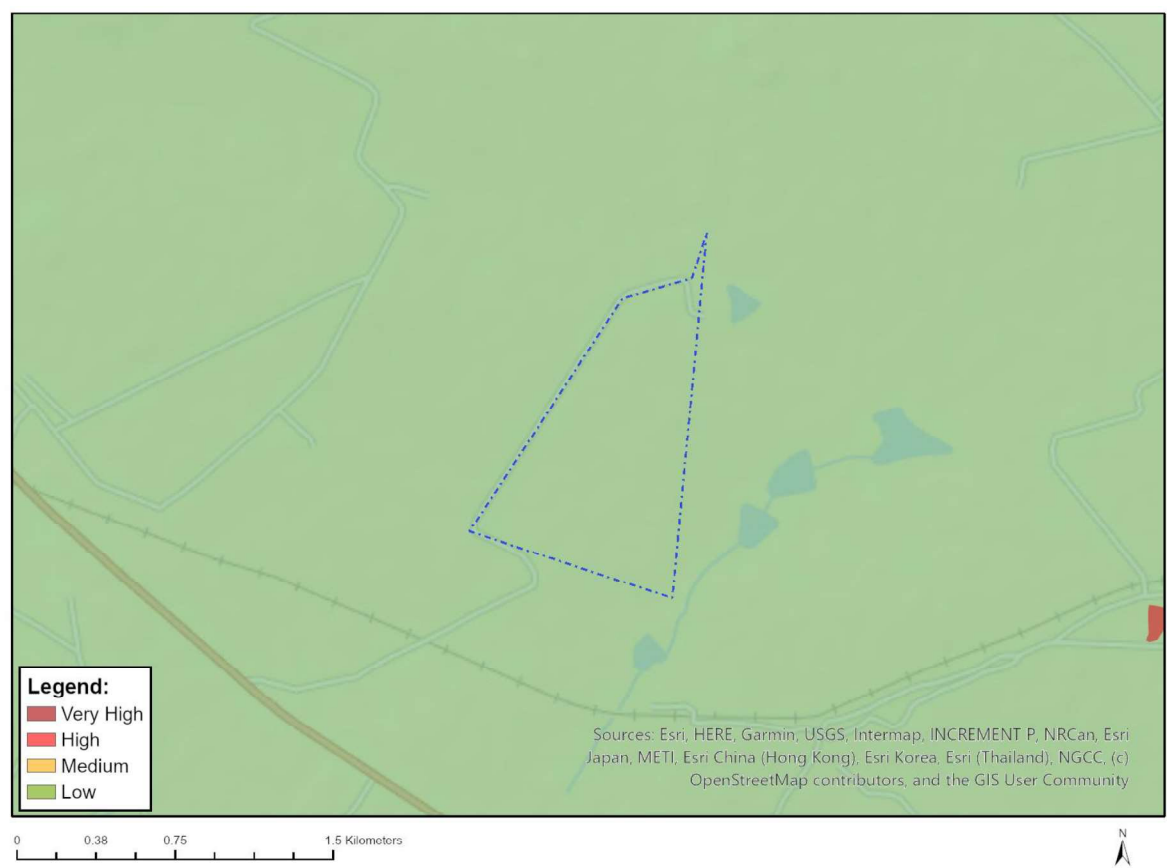 Legend:
Very High
High
Medium
Low
Sources: Esri, HERE, Garmin, USGS, Intermap, INCREMENT P, NRCan, Esri
Japan, METI, Esri China (Hong Kong), Esri Korea, Esri (Thailand), NGCC, (c)
OpenStreetMap contributors, and the GIS User Community
0 0.38 0.75 1.5 Kilometers
N